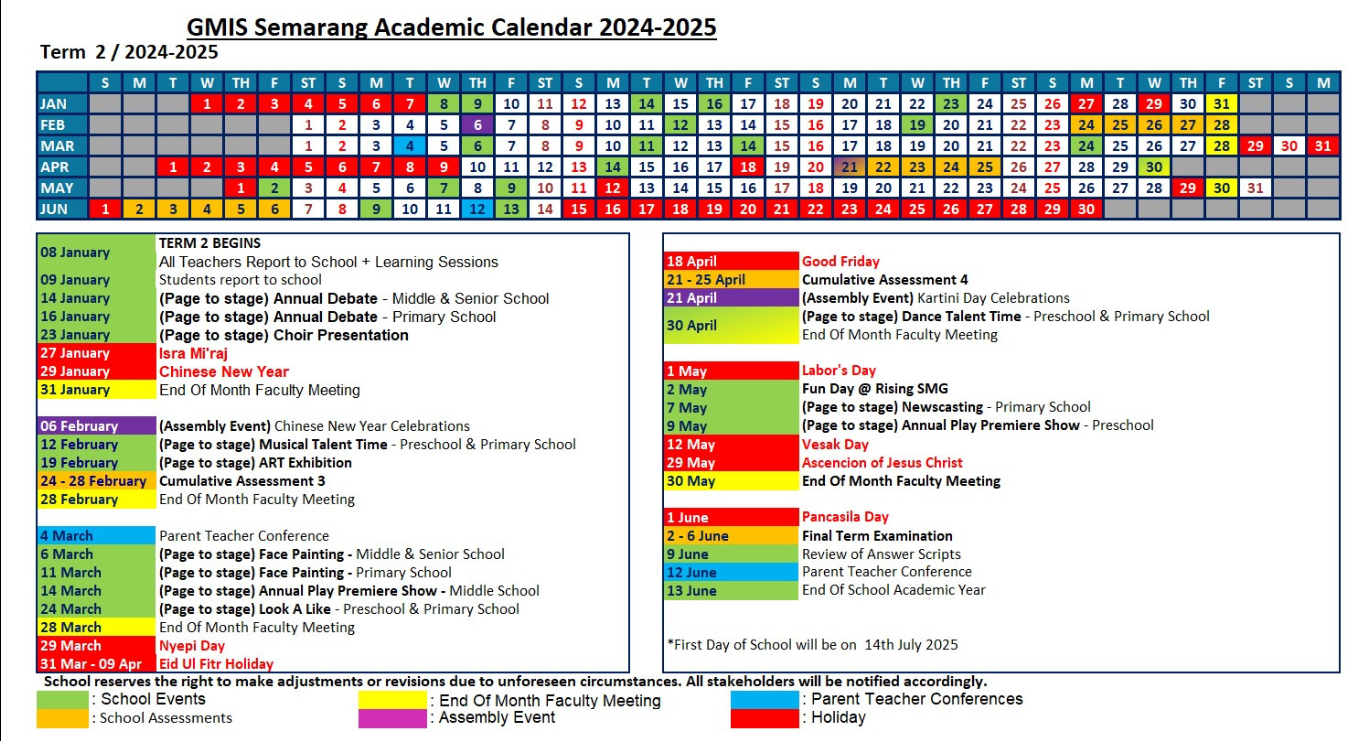 GMIS Semarang Academic Calendar 2024-2025
Term 2 / 2024-2025
S M T W TH F ST S M T W TH F ST S M T W TH F ST S M T W TH F ST S M T W TH F ST S M
JAN 1 2 3 4 5 6 7 8 9 10 11 12 13 14 15 16 17 18 19 20 21 22 23 24 25 26 27 28 29 30 31
FEB 1 2 3 4 5 6 7 8 9 10 11 12 13 14 15 16 17 18 19 20 21 22 23 24 25 26 27 28
MAR 1 2 3 4 5 6 7 8 9 10 11 12 13 14 15 16 17 18 19 20 21 22 23 24 25 26 27 28 29 30 31
APR 1 2 3 4 5 6 7 8 9 10 11 12 13 14 15 16 17 18 19 20 21 22 23 24 25 26 27 28 29 30
MAY 1 2 3 4 5 6 7 8 9 10 11 12 13 14 15 16 17 18 19 20 21 22 23 24 25 26 27 28 29 30 31
JUN 1 2 3 4 5 6 7 8 9 10 11 12 13 14 15 16 17 18 19 20 21 22 23 24 25 26 27 28 29 30
TERM 2 BEGINS
08 January All Teachers Report to School + Learning Sessions
09 January Students report to school
14 January (Page to stage) Annual Debate - Middle & Senior School
16 January (Page to stage) Annual Debate - Primary School
23 January (Page to stage) Choir Presentation
27 January Isra Mi'raj
29 January Chinese New Year
31 January End Of Month Faculty Meeting
06 February (Assembly Event) Chinese New Year Celebrations
12 February (Page to stage) Musical Talent Time - Preschool & Primary School
19 February (Page to stage) ART Exhibition
24 - 28 February Cumulative Assessment 3
28 February End Of Month Faculty Meeting
4 March Parent Teacher Conference
6 March (Page to stage) Face Painting - Middle & Senior School
11 March (Page to stage) Face Painting - Primary School
14 March (Page to stage) Annual Play Premiere Show - Middle School
24 March (Page to stage) Look A Like - Preschool & Primary School
28 March End Of Month Faculty Meeting
29 March Nyepi Day
31 Mar - 09 Apr Eid Ul Fitr Holiday
18 April Good Friday
21 - 25 April Cumulative Assessment 4
21 April (Assembly Event) Kartini Day Celebrations
30 April (Page to stage) Dance Talent Time - Preschool & Primary School
End Of Month Faculty Meeting
1 May Labor's Day
2 May Fun Day @ Rising SMG
7 May (Page to stage) Newscasting - Primary School
9 May (Page to stage) Annual Play Premiere Show - Preschool
12 May Vesak Day
29 May Ascencion of Jesus Christ
30 May End Of Month Faculty Meeting
1 June Pancasila Day
2 - 6 June Final Term Examination
9 June Review of Answer Scripts
12 June Parent Teacher Conference
13 June End Of School Academic Year
*First Day of School will be on 14th July 2025
School reserves the right to make adjustments or revisions due to unforeseen circumstances. All stakeholders will be notified accordingly.
: School Events : End Of Month Faculty Meeting : Parent Teacher Conferences
: School Assessments : Assembly Event : Holiday